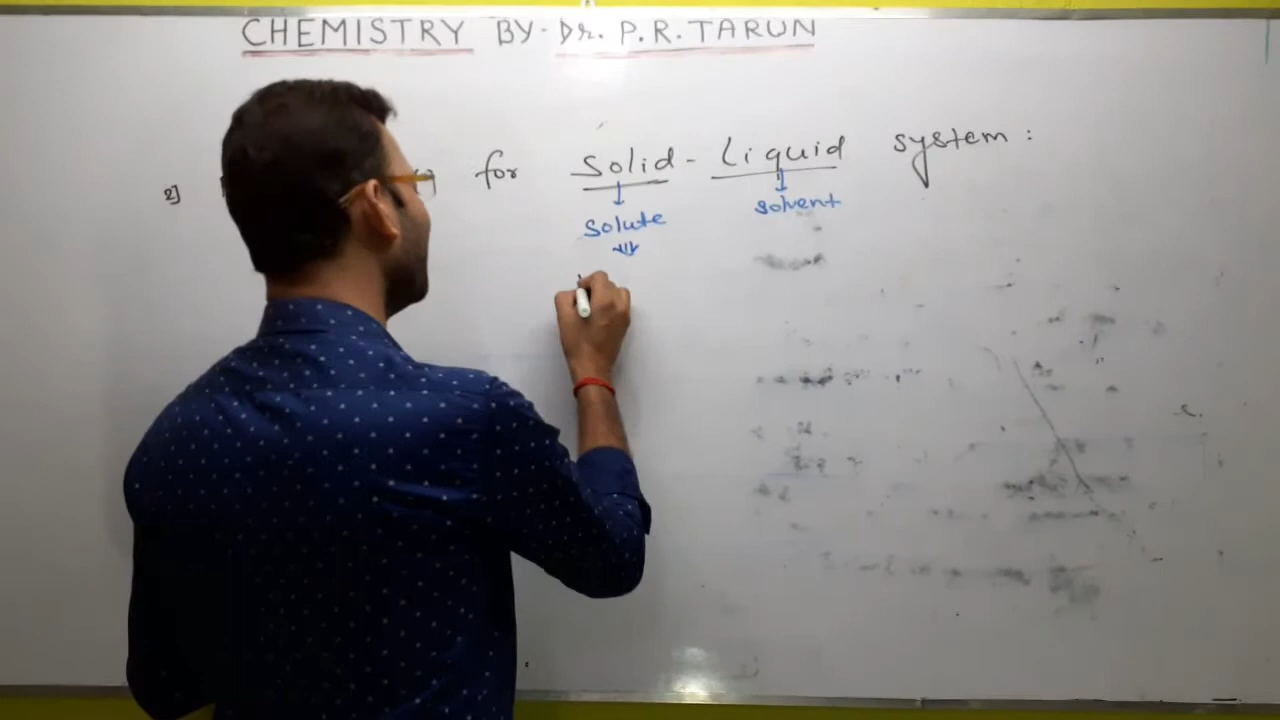 CHEMISTRY BY- Dr. P.R. TARUN
2] for Solid - Liquid system :
solute solvent